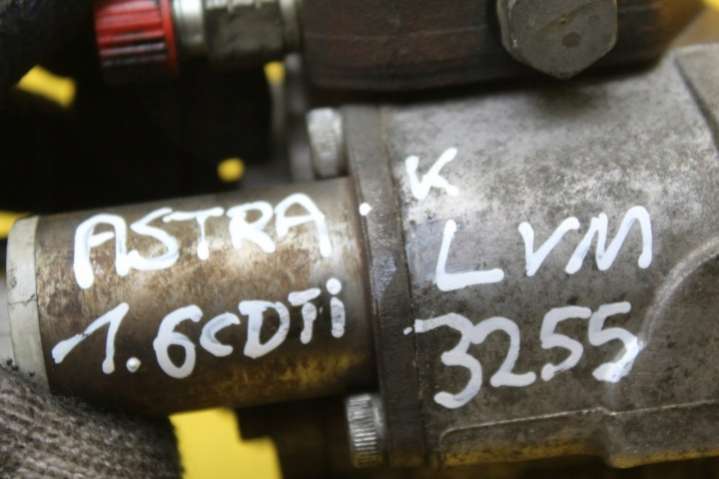 ASTRA. K
1.6CDTi
LVM
3255